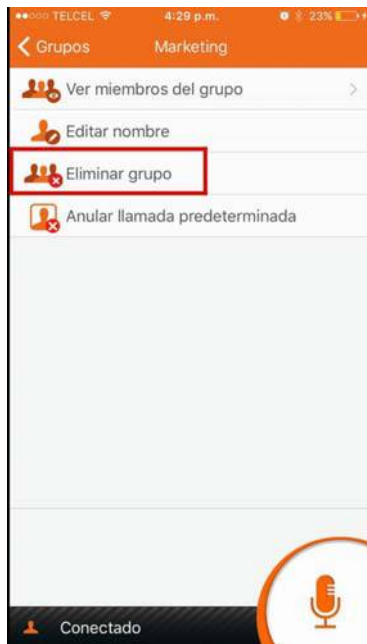 TELCEL 4:29 p.m. 23%
Grupos Marketing
Ver miembros del grupo
Editar nombre
Eliminar grupo
Anular llamada predeterminada
Conectado